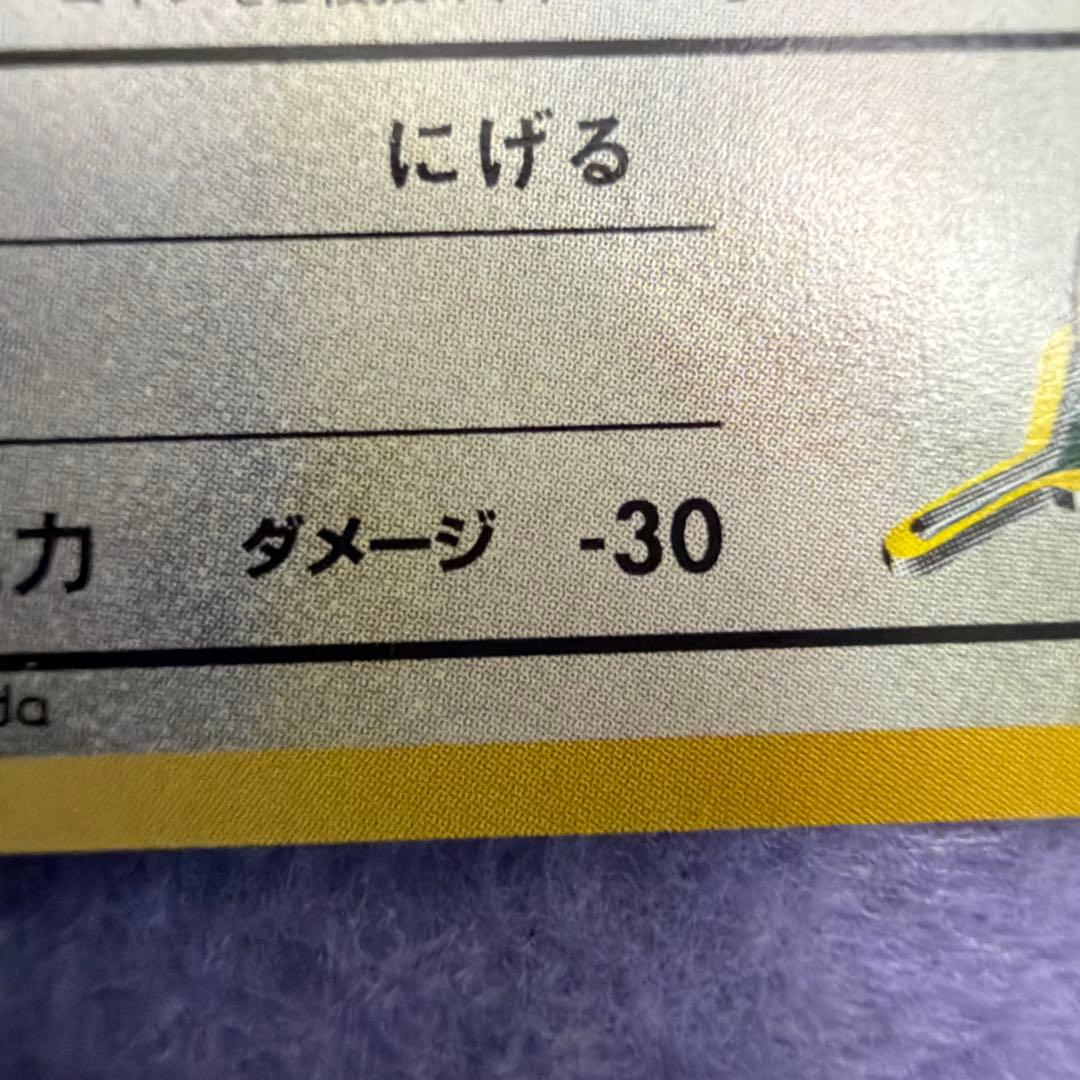 にげる
力 ダメージ -30
da